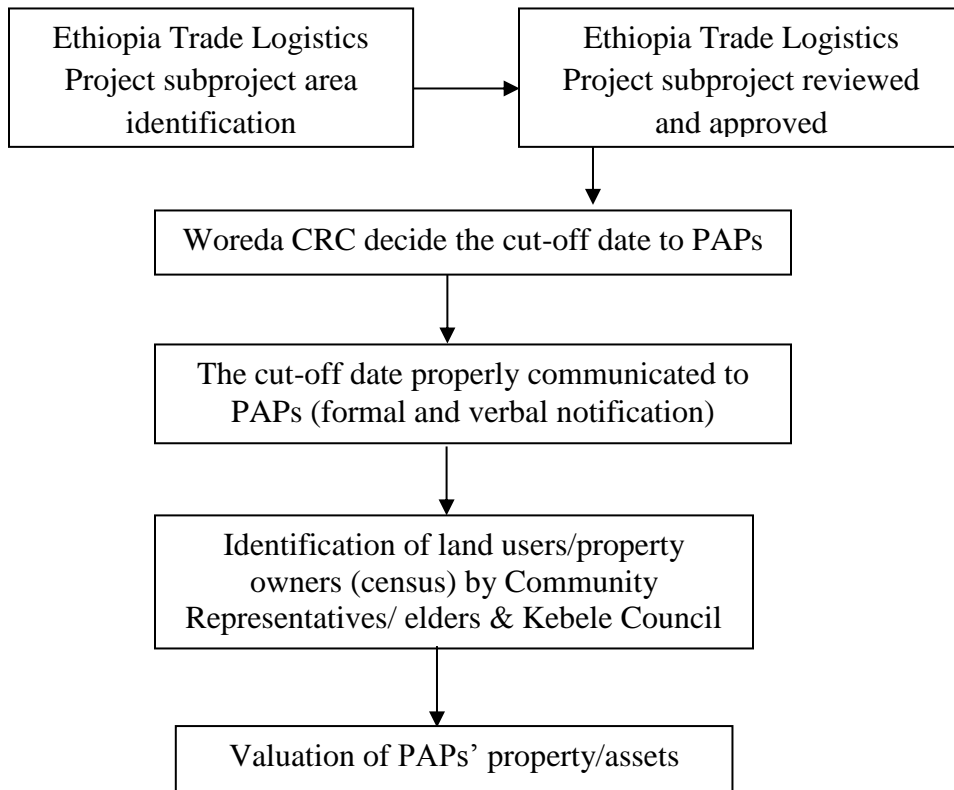 Ethiopia Trade Logistics
Project subproject area
identification
Ethiopia Trade Logistics
Project subproject reviewed
and approved
Woreda CRC decide the cut-off date to PAPs
The cut-off date properly communicated to
PAPs (formal and verbal notification)
Identification of land users/property
owners (census) by Community
Representatives/ elders & Kebele Council
Valuation of PAPs’ property/assets